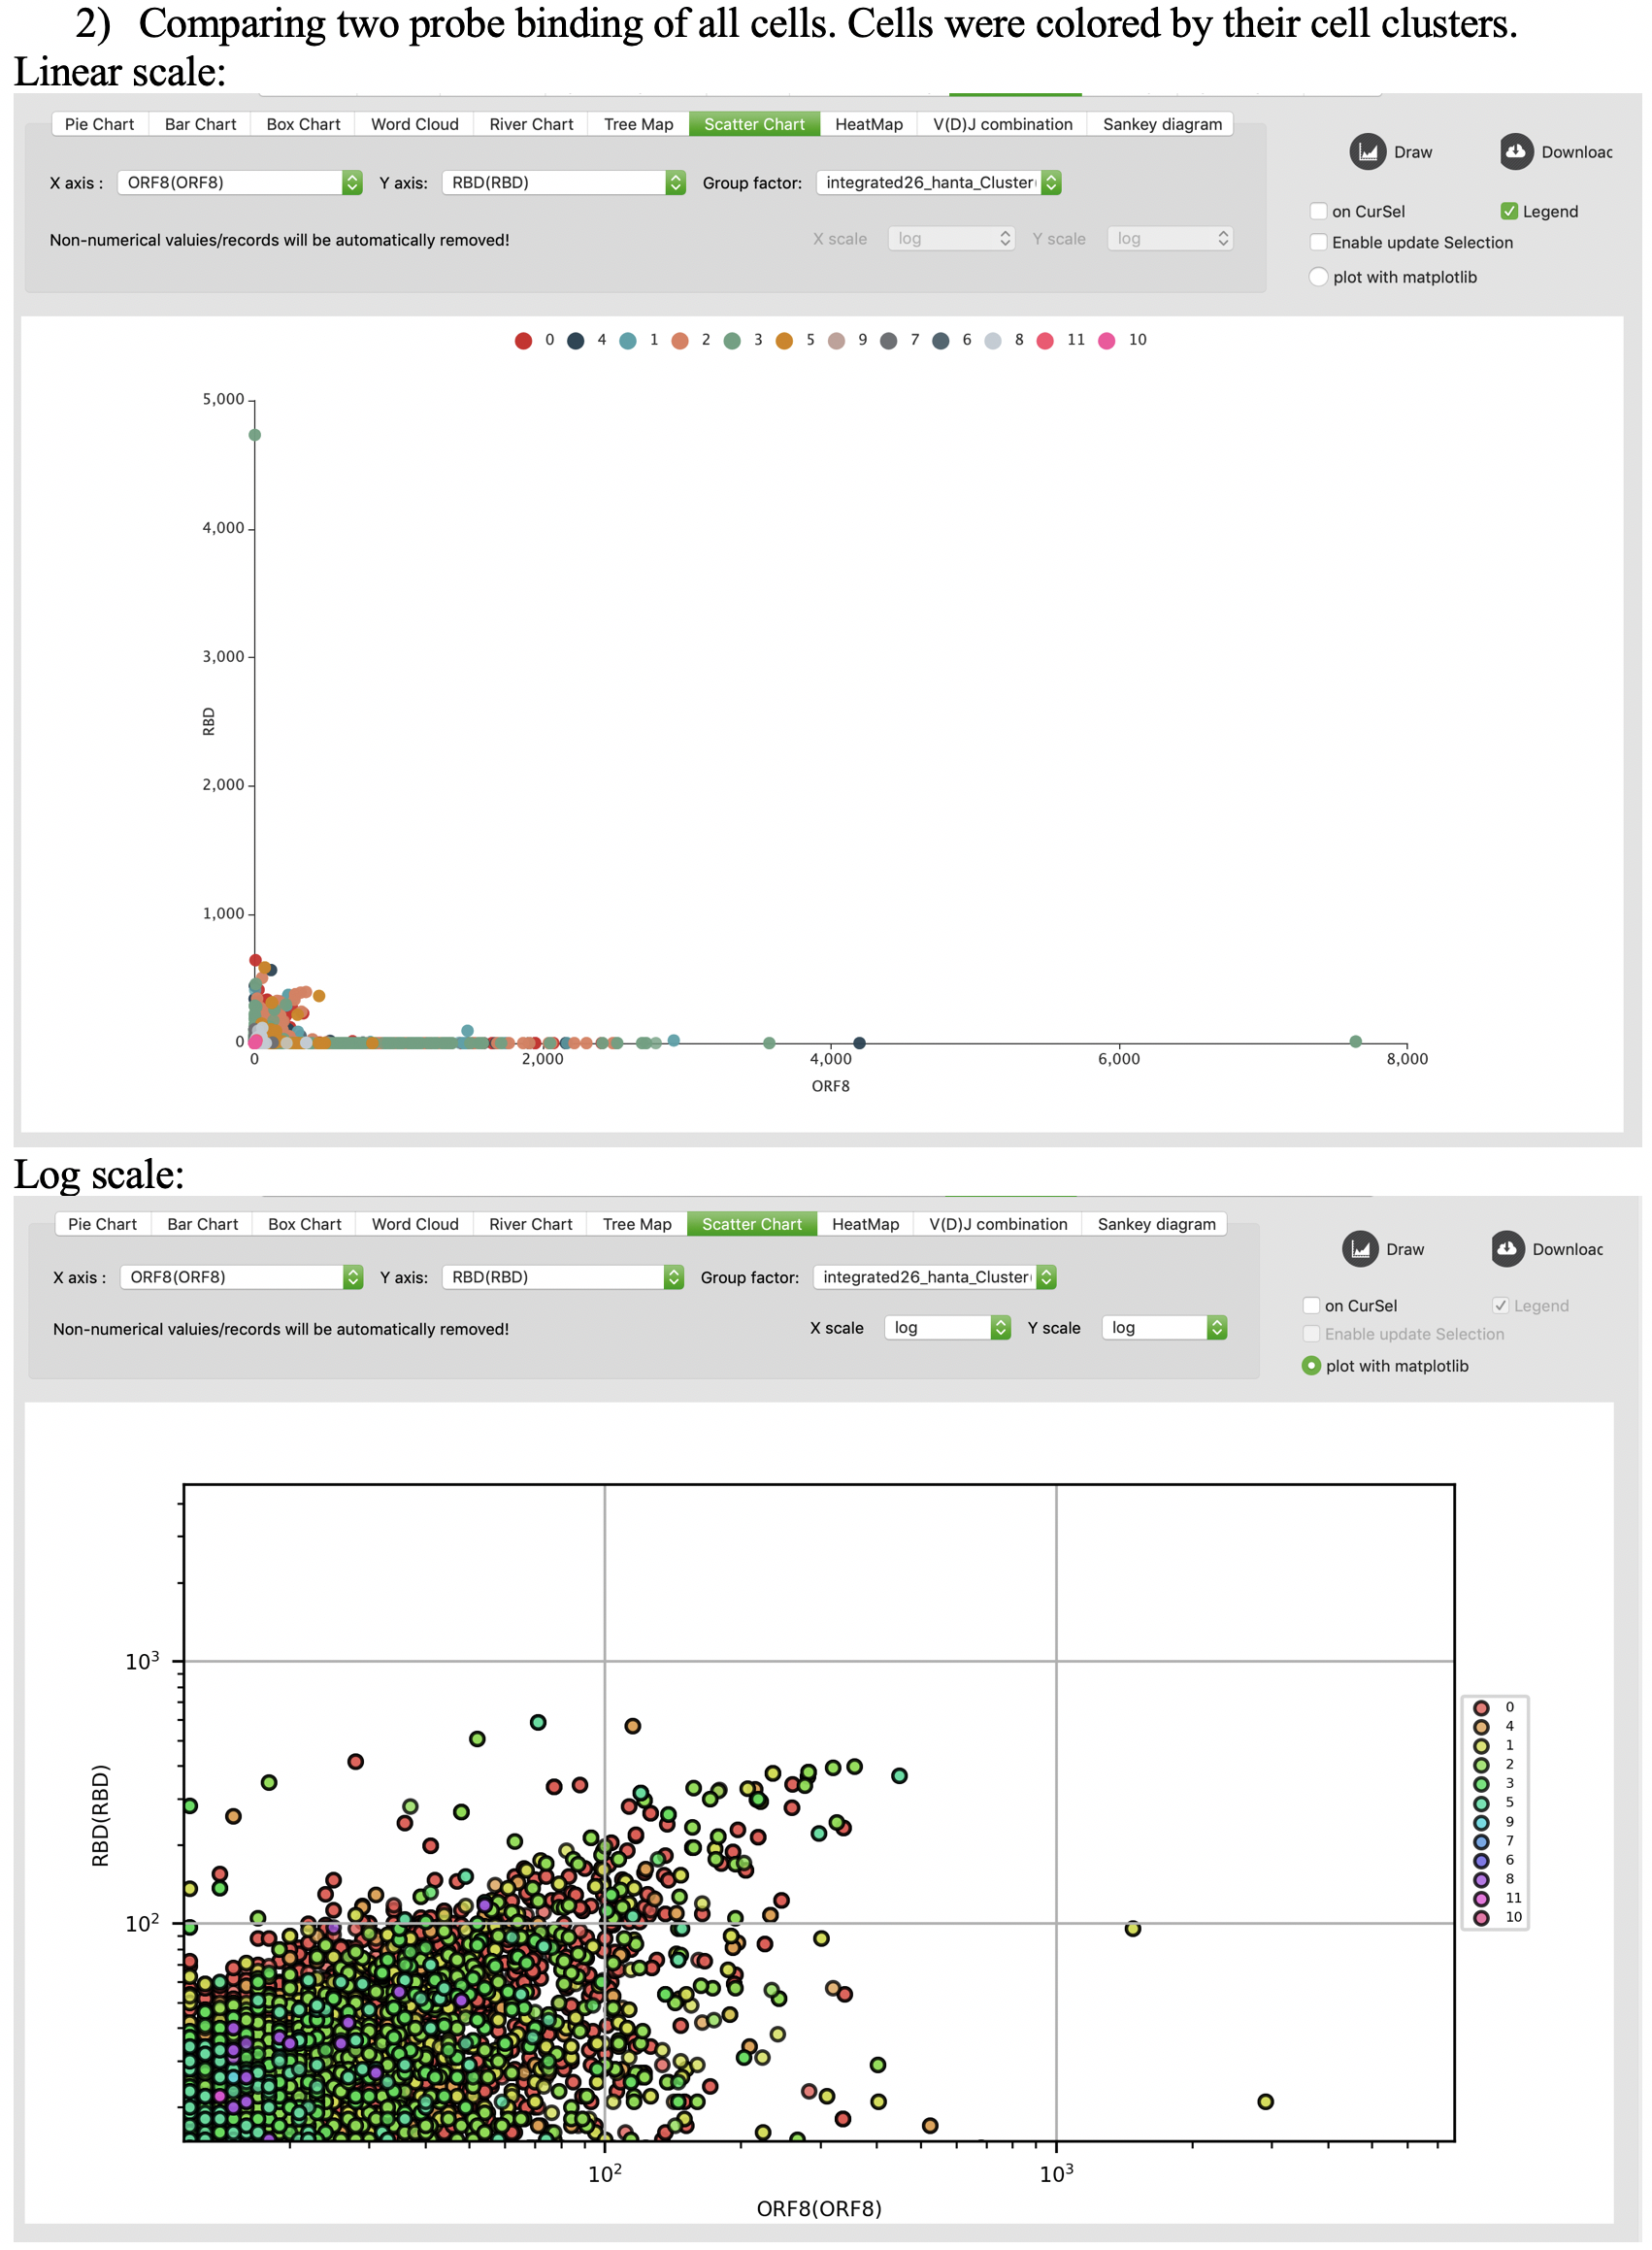 2) Comparing two probe binding of all cells. Cells were colored by their cell clusters.
Linear scale:
Pie Chart Bar Chart Box Chart Word Cloud River Chart Tree Map Scatter Chart HeatMap V(D)J combination Sankey diagram
Draw Downloac
X axis : ORF8(ORF8) Y axis: RBD(RBD) Group factor: integrated26_hanta_Cluster
on CurSel Legend
Non-numerical valuies/records will be automatically removed! X scale log Y scale log
Enable update Selection
plot with matplotlib
0 4 1 2 3 5 9 7 6 8 11 10
5,000
4,000
3,000
RBD
2,000
1,000
0
0 2,000 4,000 6,000 8,000
ORF8
Log scale:
Pie Chart Bar Chart Box Chart Word Cloud River Chart Tree Map Scatter Chart HeatMap V(D)J combination Sankey diagram
Draw Downloac
X axis : ORF8(ORF8) Y axis: RBD(RBD) Group factor: integrated26_hanta_Cluster
on CurSel Legend
Non-numerical valuies/records will be automatically removed! X scale log Y scale log
Enable update Selection
plot with matplotlib
10³
RBD(RBD)
10²
0
4
1
2
3
5
9
7
6
8
11
10
10² 10³
ORF8(ORF8)